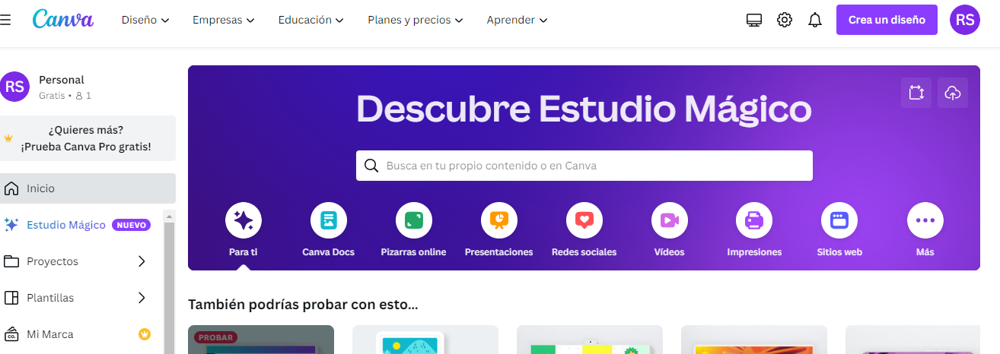 Canva
Diseño
Empresas
Educación
Planes y precios
Aprender
Crea un diseño
RS
RS
Personal
Gratis • 1
¿Quieres más?
¡Prueba Canva Pro gratis!
Inicio
Estudio Mágico NUEVO
Proyectos
Plantillas
CO.
Mi Marca
Descubre Estudio Mágico
Busca en tu propio contenido o en Canva
Para ti
Canva Docs
Pizarras online
Presentaciones
Redes sociales
Vídeos
Impresiones
Sitios web
Más
También podrías probar con esto...
PROBAR